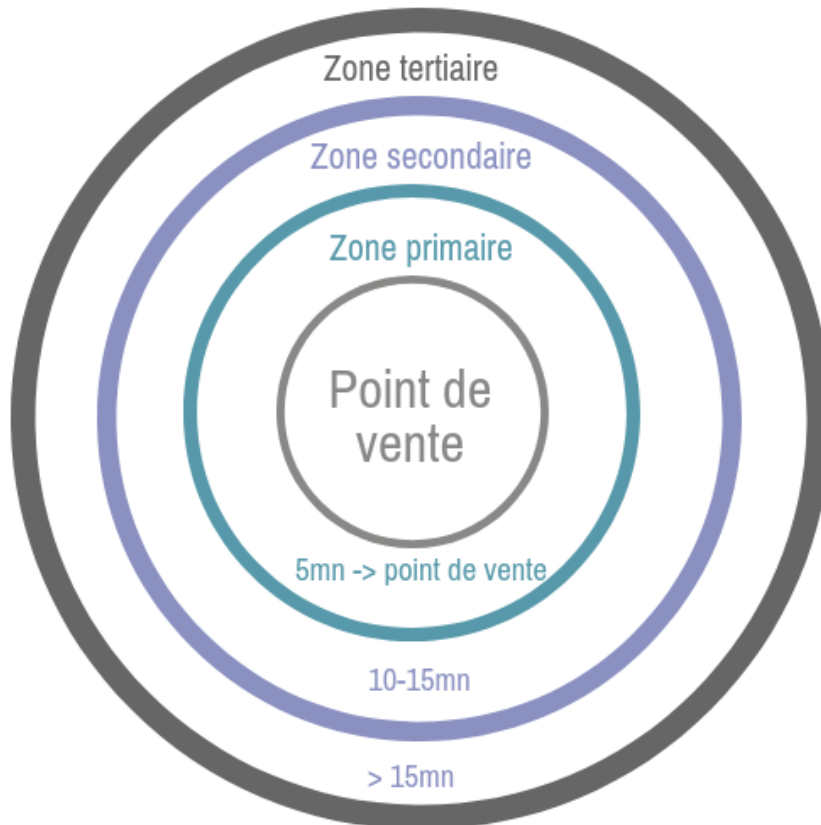 Zone tertiaire
Zone secondaire
Zone primaire
Point de
vente
5mn -> point de vente
10-15mn
> 15mn